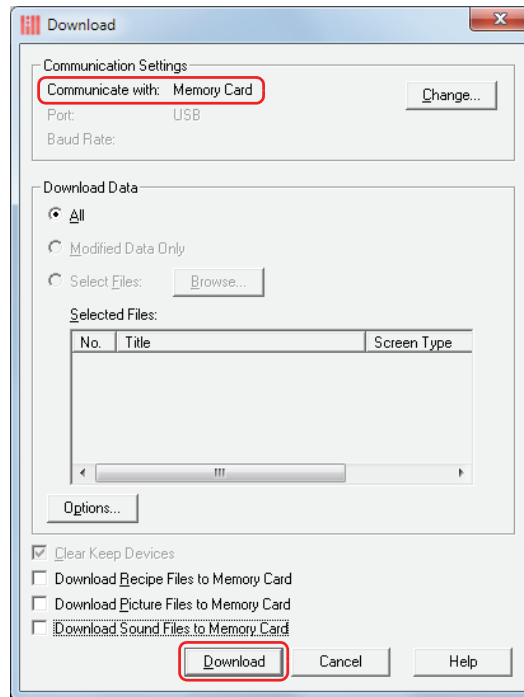 Download
Communication Settings
Communicate with: Memory Card
Change...
Port: USB
Baud Rate:
Download Data
All
Modified Data Only
Select Files: Browse...
Selected Files:
No. Title Screen Type
Options...
Clear Keep Devices
Download Recipe Files to Memory Card
Download Picture Files to Memory Card
Download Sound Files to Memory Card
Download Cancel Help